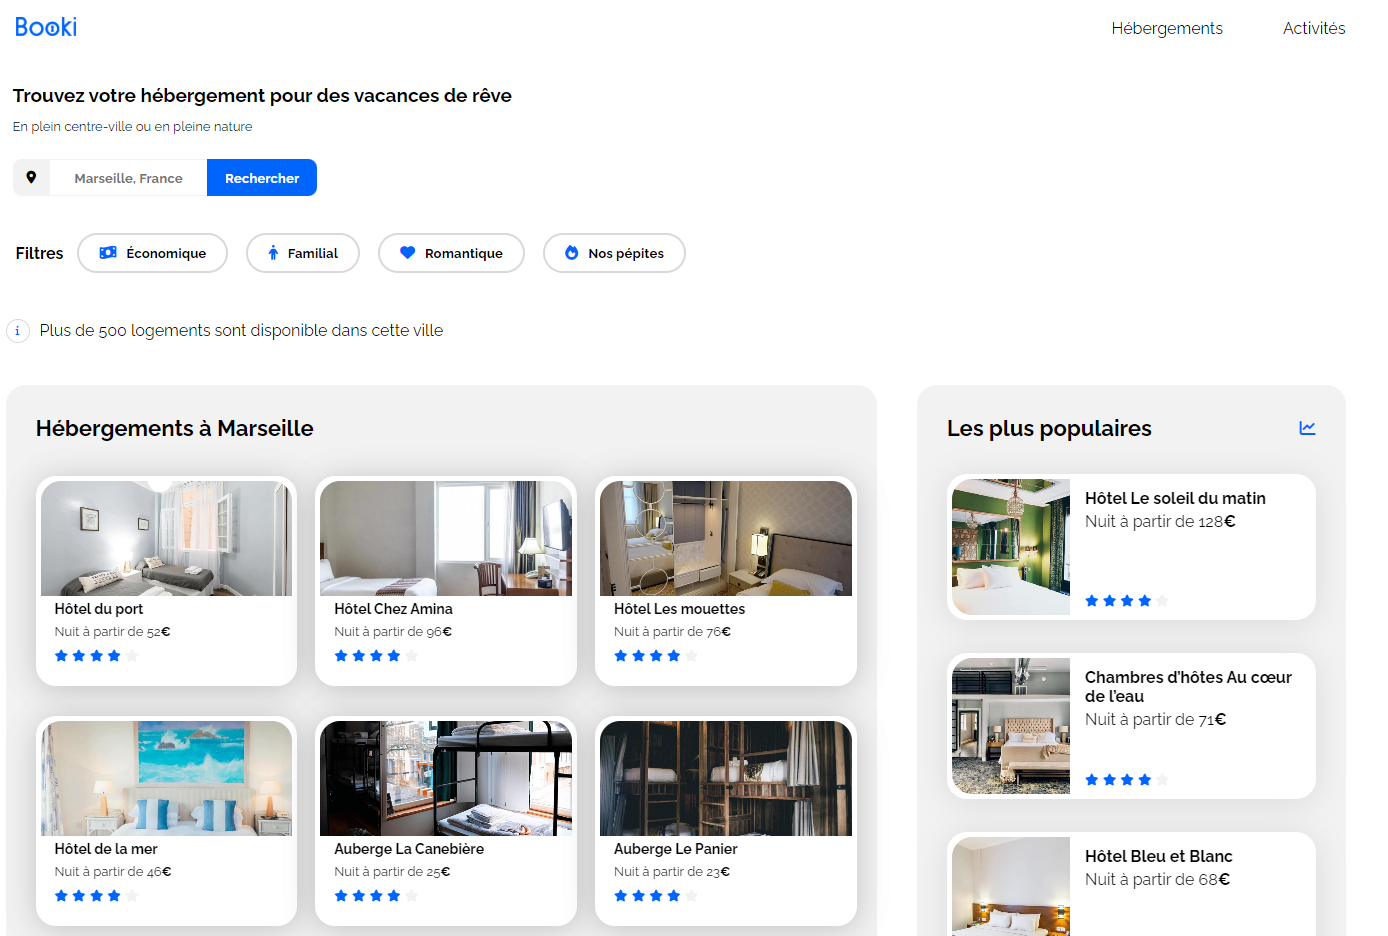 Booki
Hébergements
Activités
Trouvez votre hébergement pour des vacances de rêve
En plein centre-ville ou en pleine nature
Marseille, France
Rechercher
Filtres
Économique
Familial
Romantique
Nos pépites
Plus de 500 logements sont disponible dans cette ville
Hébergements à Marseille
Hôtel du port
Nuit à partir de 52€
Hôtel Chez Amina
Nuit à partir de 96€
Hôtel Les mouettes
Nuit à partir de 76€
Hôtel de la mer
Nuit à partir de 46€
Auberge La Canebière
Nuit à partir de 25€
Auberge Le Panier
Nuit à partir de 23€
Les plus populaires
Hôtel Le soleil du matin
Nuit à partir de 128€
Chambres d’hôtes Au cœur
de l’eau
Nuit à partir de 71€
Hôtel Bleu et Blanc
Nuit à partir de 68€